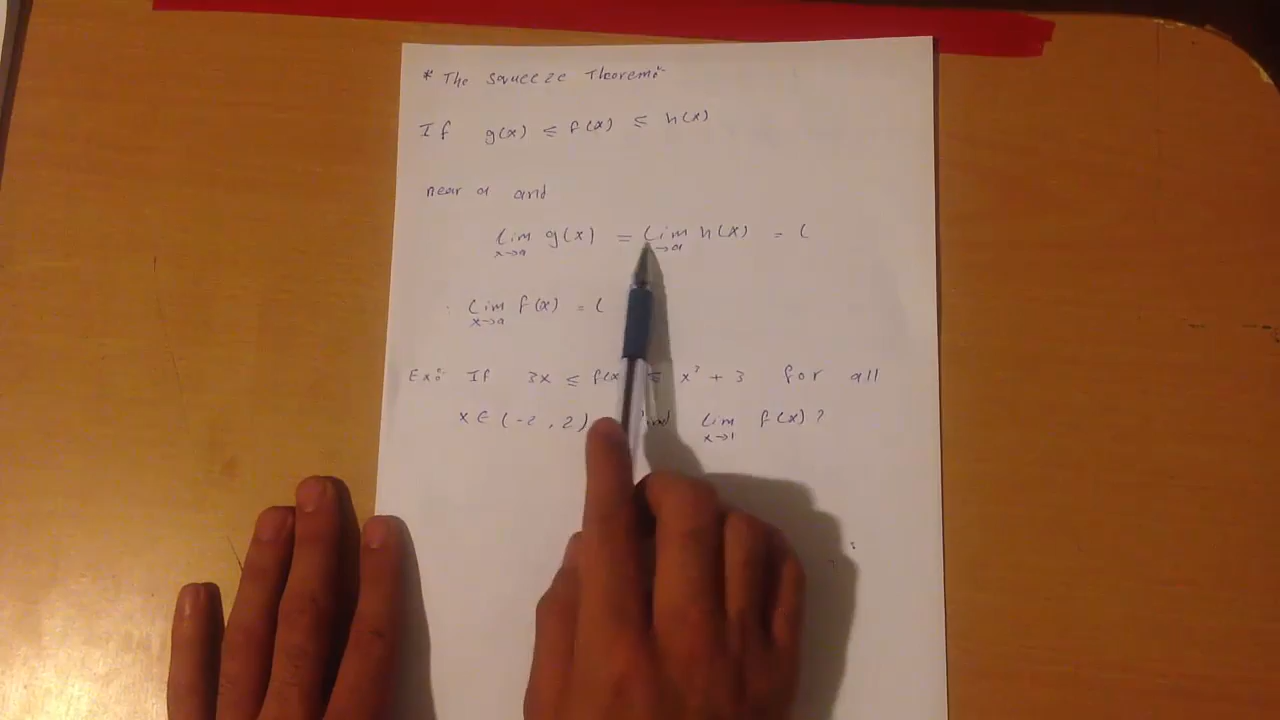 * The Squeeze Theorem:
If g(x) ≤ f(x) ≤ h(x)
near a and
lim x→a g(x) = lim x→a h(x) = L
lim x→a f(x) = L
Ex: If 3x ≤ f(x ≤ + 3 for all
x ∈ (-2, 2) lim x→1 f(x)?